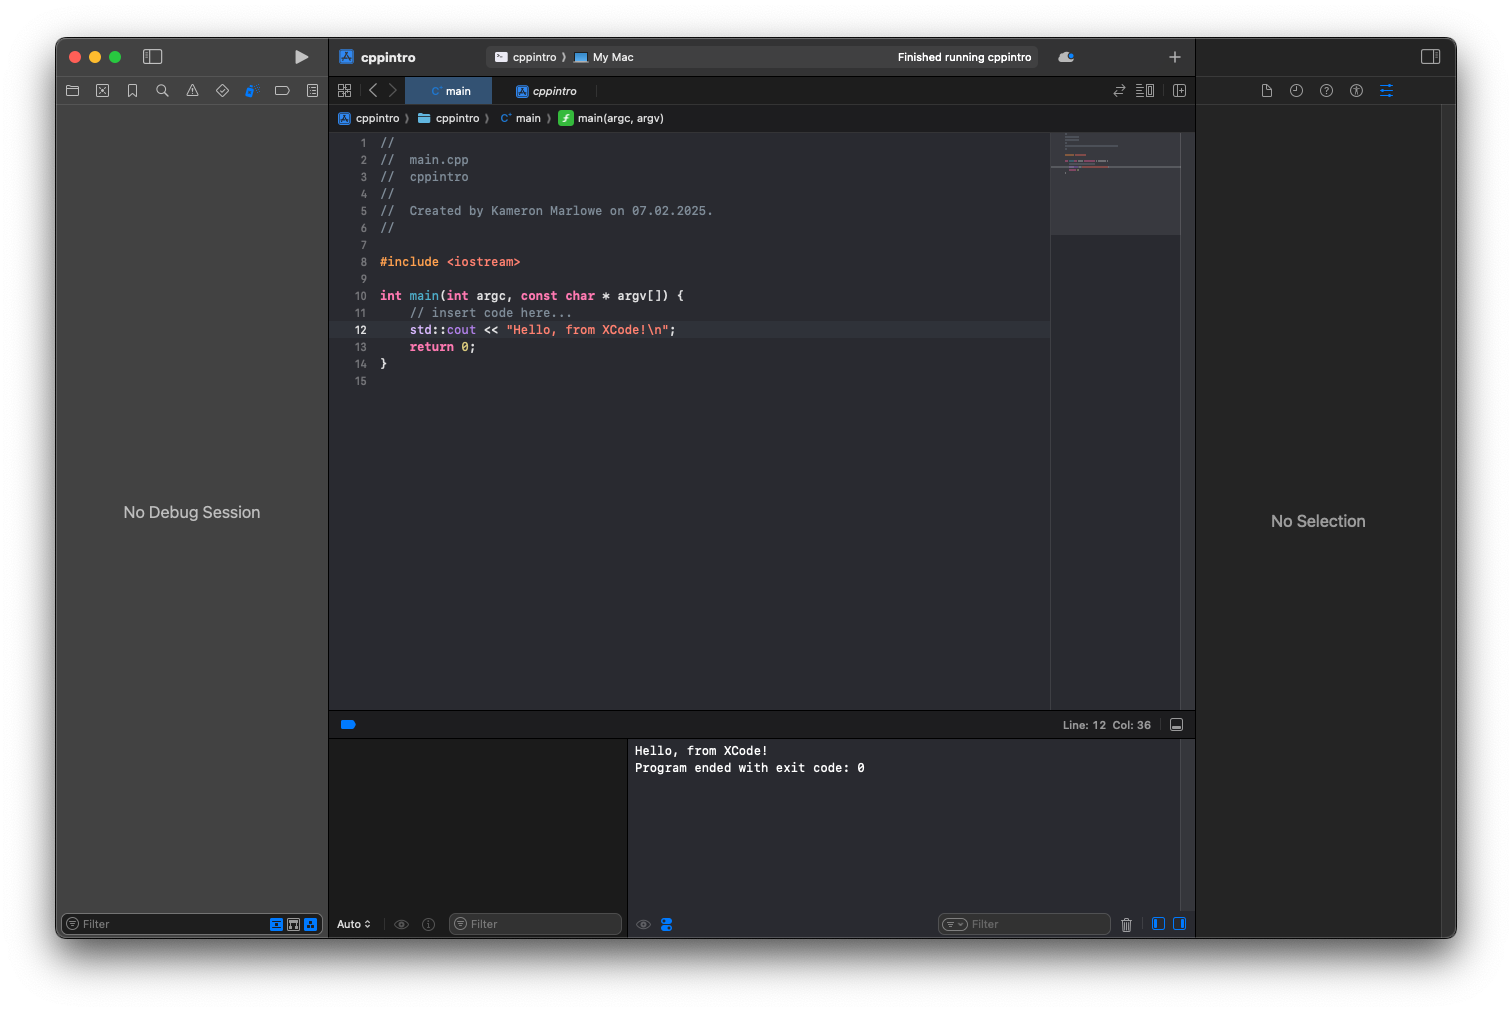 cppintro
cppintro 〉 My Mac
Finished running cppintro
main
cppintro
cppintro 〉 cppintro 〉 main 〉 main(argc, argv)
1 //
2 //  main.cpp
3 //  cppintro
4 //
5 //  Created by Kameron Marlowe on 07.02.2025.
6 //
7
8 #include <iostream>
9
10 int main(int argc, const char * argv[]) {
11     // insert code here...
12     std::cout << "Hello, from XCode!\n";
13     return 0;
14 }
15
No Debug Session
No Selection
Line: 12 Col: 36
Hello, from XCode!
Program ended with exit code: 0
Filter
Auto
Filter
Filter